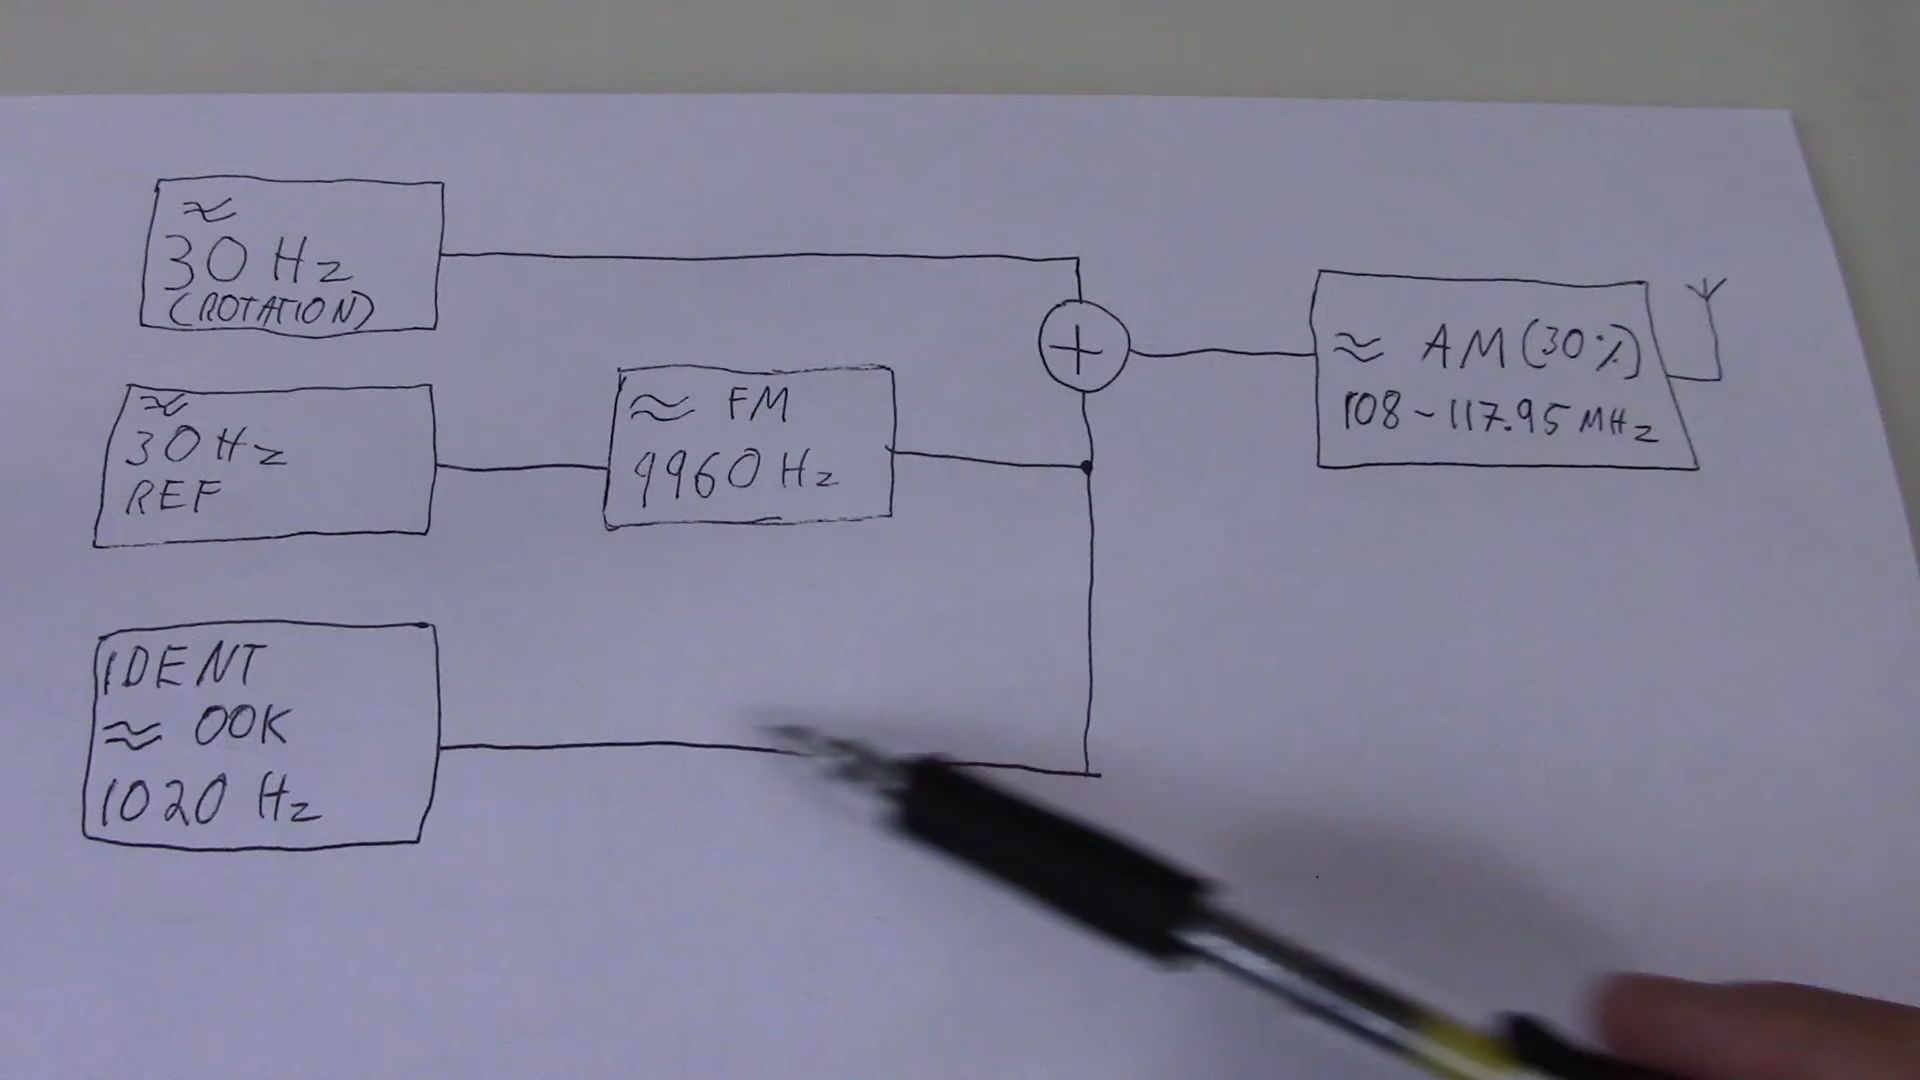 ≈
30 Hz
(ROTATION)
≈
30 Hz
REF
≈ FM
9960 Hz
IDENT
≈ OOK
1020 Hz
+
≈ AM (30%)
108 ~ 117.95 MHz